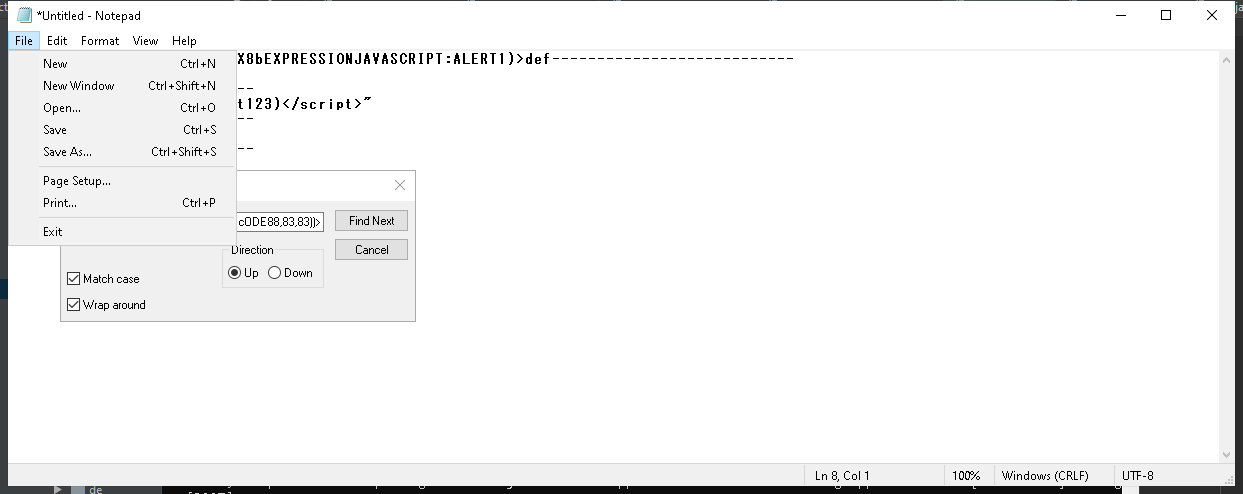 *Untitled - Notepad
File Edit Format View Help
X8bEXPRESSIONJAVASCRIPT:ALERT1)>def---------------------------
--
t123)</script>"
--
--
New Ctrl+N
New Window Ctrl+Shift+N
Open... Ctrl+O
Save Ctrl+S
Save As... Ctrl+Shift+S
Page Setup...
Print... Ctrl+P
Exit
cODE88,83,83))> Find Next
Cancel
Direction
Up Down
Match case
Wrap around
Ln 8, Col 1 100% Windows (CRLF) UTF-8
de